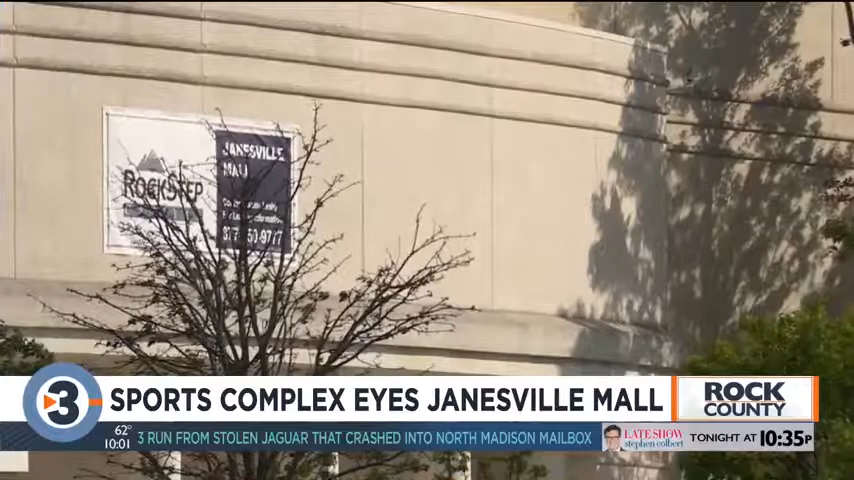 JANESVILLE
MALL
ROCKSTEP
3
SPORTS COMPLEX EYES JANESVILLE MALL
ROCK
COUNTY
62°
10:01
3 RUN FROM STOLEN JAGUAR THAT CRASHED INTO NORTH MADISON MAILBOX
LATE SHOW
stephen colbert
TONIGHT AT 10:35P